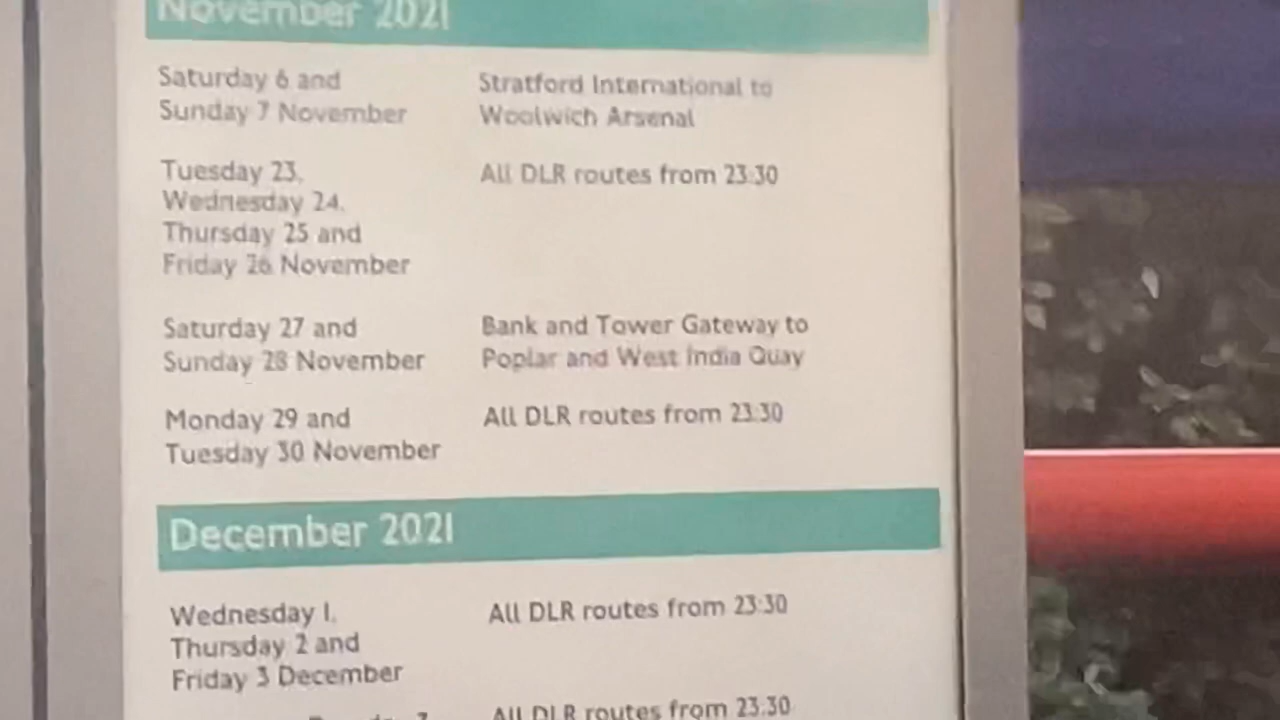 November 2021
Saturday 6 and
Sunday 7 November
Stratford International to
Woolwich Arsenal
Tuesday 23,
Wednesday 24,
Thursday 25 and
Friday 26 November
All DLR routes from 23:30
Saturday 27 and
Sunday 28 November
Bank and Tower Gateway to
Poplar and West India Quay
Monday 29 and
Tuesday 30 November
All DLR routes from 23:30
December 2021
Wednesday 1,
Thursday 2 and
Friday 3 December
All DLR routes from 23:30
All DLR routes from 23:30